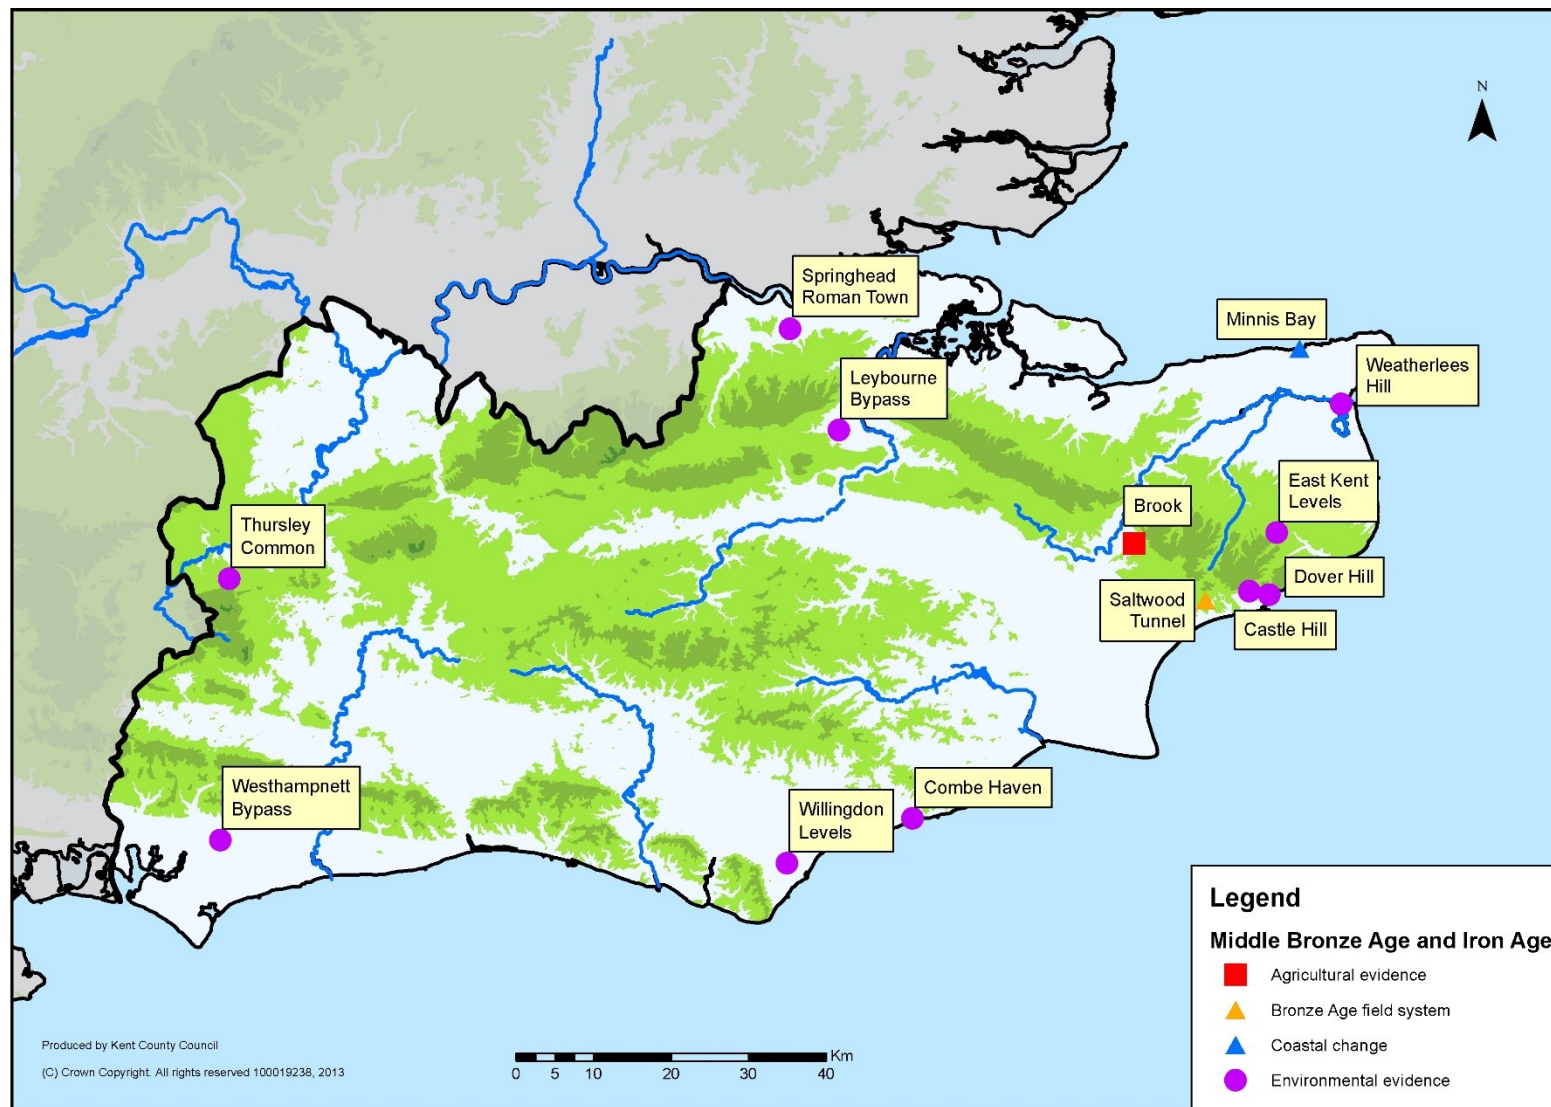 N
Springhead
Roman Town
Minnis Bay
Weatherlees
Hill
Leybourne
Bypass
East Kent
Levels
Brook
Thursley
Common
Dover Hill
Saltwood
Tunnel
Castle Hill
Westhampnett
Bypass
Willingdon
Levels
Combe Haven
Legend
Middle Bronze Age and Iron Age
Agricultural evidence
Bronze Age field system
Coastal change
Environmental evidence
Produced by Kent County Council
(C) Crown Copyright. All rights reserved 100019238, 2013
Km
0 5 10 20 30 40